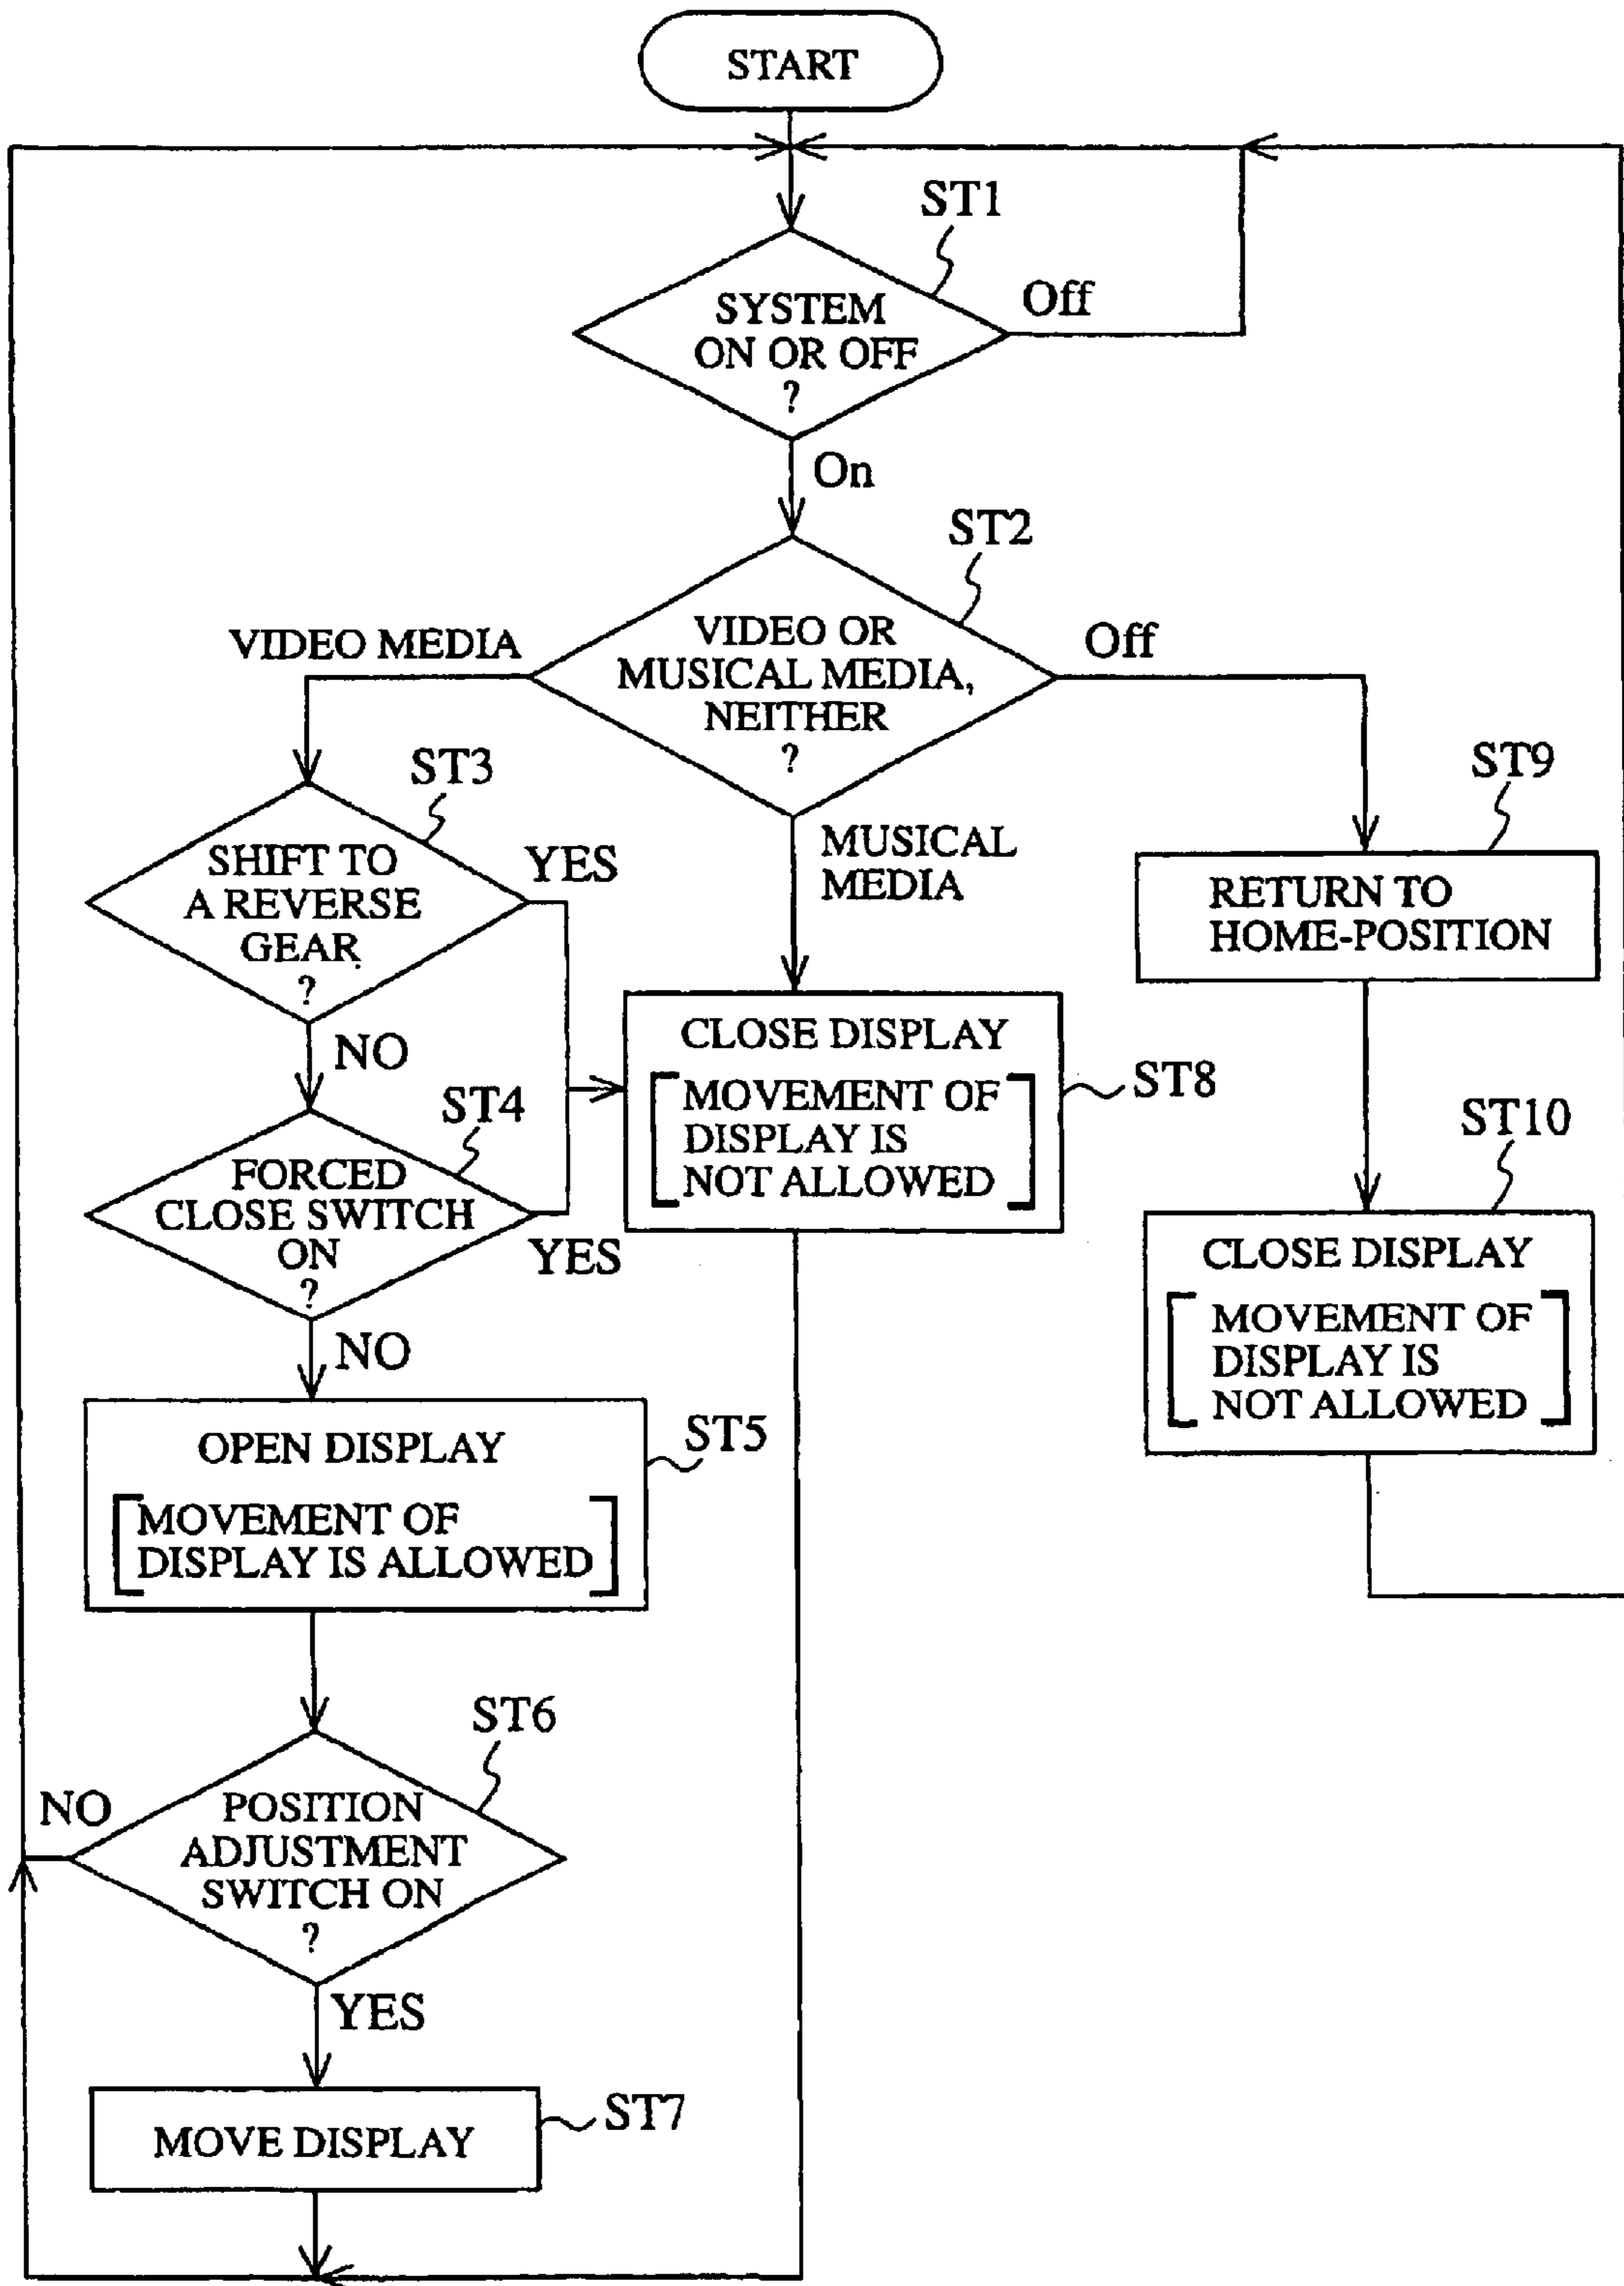 START
ST1
SYSTEM
ON OR OFF
?
Off
On
ST2
VIDEO OR
MUSICAL MEDIA,
NEITHER
?
VIDEO MEDIA
Off
MUSICAL
MEDIA
ST3
SHIFT TO
A REVERSE
GEAR
?
YES
NO
ST9
RETURN TO
HOME-POSITION
ST4
FORCED
CLOSE SWITCH
ON
?
YES
NO
CLOSE DISPLAY
[MOVEMENT OF
DISPLAY IS
NOT ALLOWED]
ST8
ST10
CLOSE DISPLAY
[MOVEMENT OF
DISPLAY IS
NOT ALLOWED]
OPEN DISPLAY
[MOVEMENT OF
DISPLAY IS ALLOWED]
ST5
ST6
POSITION
ADJUSTMENT
SWITCH ON
?
NO
YES
MOVE DISPLAY
ST7